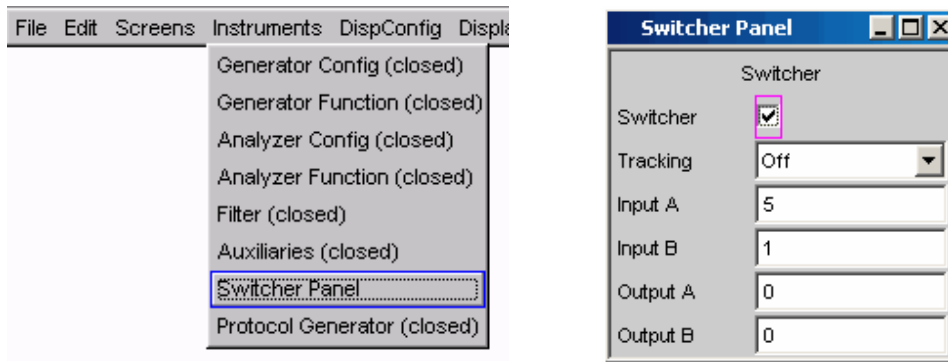 File Edit Screens Instruments DispConfig
Generator Config (closed)
Generator Function (closed)
Analyzer Config (closed)
Analyzer Function (closed)
Filter (closed)
Auxiliaries (closed)
Switcher Panel
Protocol Generator (closed)
Switcher Panel
Switcher
Switcher
Tracking Off
Input A 5
Input B 1
Output A 0
Output B 0